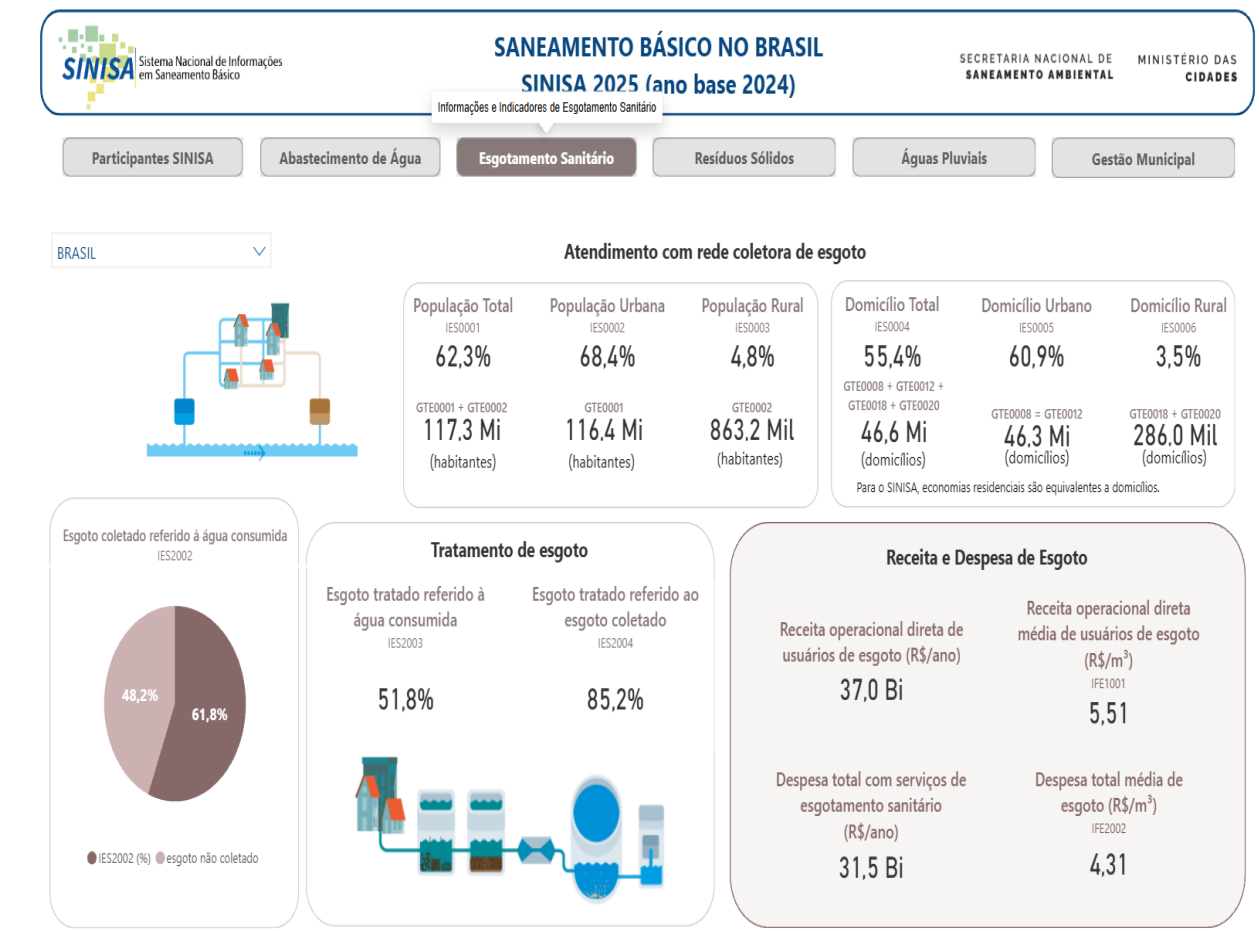 SINISA
Sistema Nacional de Informações
em Saneamento Básico
SANEAMENTO BÁSICO NO BRASIL
SINISA 2025 (ano base 2024)
SECRETARIA NACIONAL DE
SANEAMENTO AMBIENTAL
MINISTÉRIO DAS
CIDADES
Informações e Indicadores de Esgotamento Sanitário
Participantes SINISA
Abastecimento de Água
Esgotamento Sanitário
Resíduos Sólidos
Águas Pluviais
Gestão Municipal
BRASIL
Atendimento com rede coletora de esgoto
População Total
IES0001
62,3%
GTE0001 + GTE0002
117,3 Mi
(habitantes)
População Urbana
IES0002
68,4%
GTE0001
116,4 Mi
(habitantes)
População Rural
IES0003
4,8%
GTE0002
863,2 Mil
(habitantes)
Domicílio Total
IES0004
55,4%
GTE0008 + GTE0012 +
GTE0018 + GTE0020
46,6 Mi
(domicílios)
Domicílio Urbano
IES0005
60,9%
GTE0008 = GTE0012
46,3 Mi
(domicílios)
Domicílio Rural
IES0006
3,5%
GTE0018 + GTE0020
286,0 Mil
(domicílios)
Para o SINISA, economias residenciais são equivalentes a domicílios.
Esgoto coletado referido à água consumida
IES2002
48,2%
61,8%
IES2002 (%)
esgoto não coletado
Tratamento de esgoto
Esgoto tratado referido à
água consumida
IES2003
51,8%
Esgoto tratado referido ao
esgoto coletado
IES2004
85,2%
Receita e Despesa de Esgoto
Receita operacional direta de
usuários de esgoto (R$/ano)
37,0 Bi
Receita operacional direta
média de usuários de esgoto
(R$/m³)
IFE1001
5,51
Despesa total com serviços de
esgotamento sanitário
(R$/ano)
31,5 Bi
Despesa total média de
esgoto (R$/m³)
IFE2002
4,31